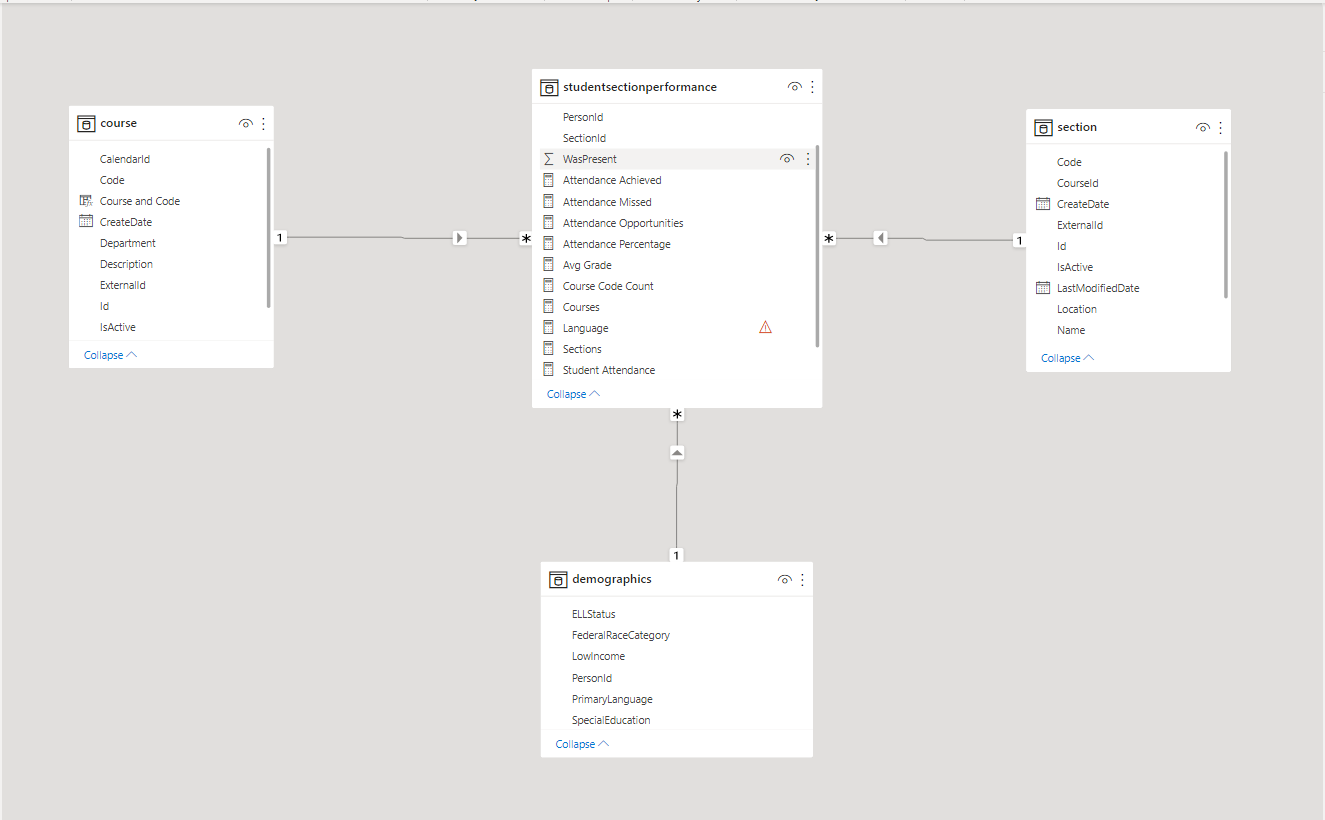 course
CalendarId
Code
Course and Code
CreateDate
Department
Description
ExternalId
Id
IsActive
Collapse
1
*
studentsectionperformance
PersonId
SectionId
WasPresent
Attendance Achieved
Attendance Missed
Attendance Opportunities
Attendance Percentage
Avg Grade
Course Code Count
Courses
Language
Sections
Student Attendance
Collapse
*
1
section
Code
CourseId
CreateDate
ExternalId
Id
IsActive
LastModifiedDate
Location
Name
Collapse
*
1
demographics
ELLStatus
FederalRaceCategory
LowIncome
PersonId
PrimaryLanguage
SpecialEducation
Collapse